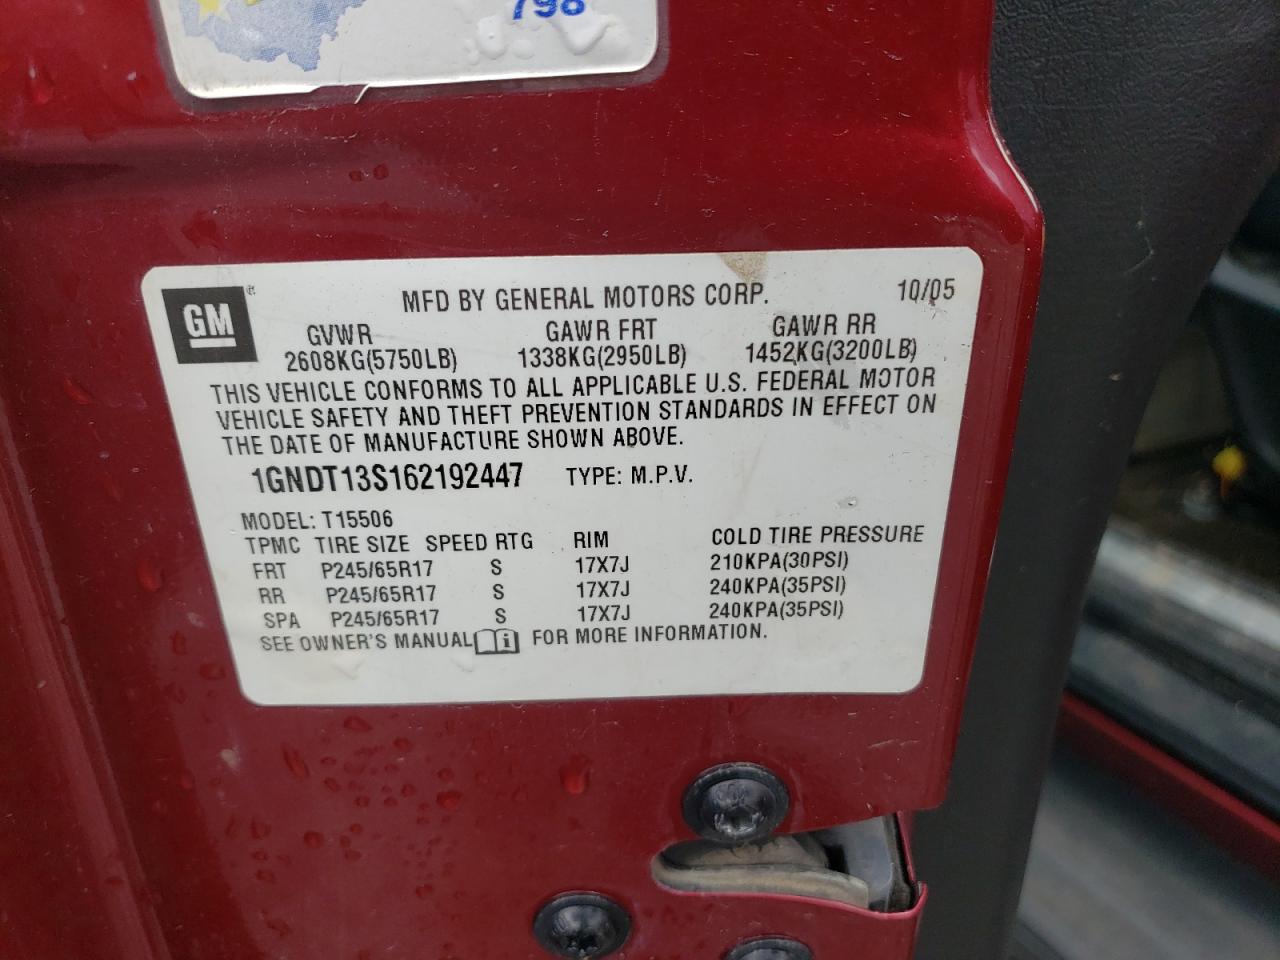 798
GM
MFD BY GENERAL MOTORS CORP. 10/05
GVWR GAWR FRT GAWR RR
2608KG(5750LB) 1338KG(2950LB) 1452KG(3200LB)
THIS VEHICLE CONFORMS TO ALL APPLICABLE U.S. FEDERAL MOTOR
VEHICLE SAFETY AND THEFT PREVENTION STANDARDS IN EFFECT ON
THE DATE OF MANUFACTURE SHOWN ABOVE.
1GNDT13S162192447 TYPE: M.P.V.
MODEL: T15506
TPMC TIRE SIZE SPEED RTG RIM COLD TIRE PRESSURE
FRT P245/65R17 S 17X7J 210KPA(30PSI)
RR P245/65R17 S 17X7J 240KPA(35PSI)
SPA P245/65R17 S 17X7J 240KPA(35PSI)
SEE OWNER'S MANUAL FOR MORE INFORMATION.